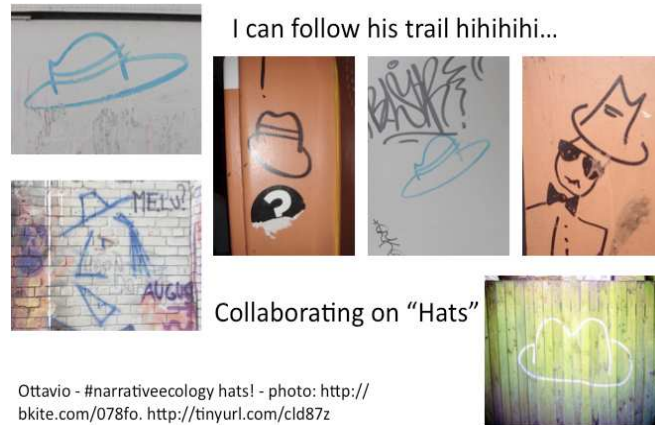 I can follow his trail hihihihi...
?
MELU?
AUGUS
Collaborating on “Hats”
Ottavio - #narrativeecology hats! - photo: http://
bkite.com/078fo. http://tinyurl.com/cld87z